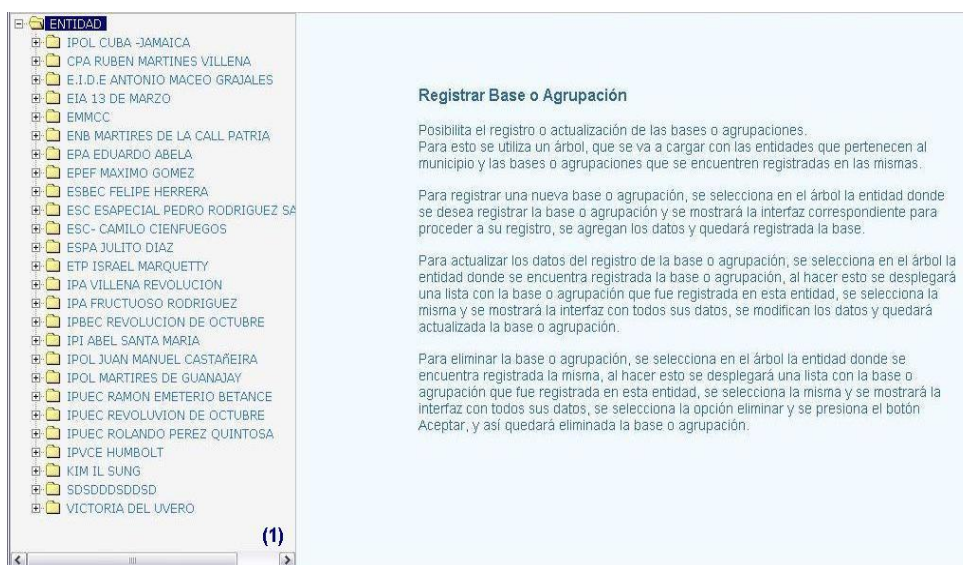 ENTIDAD
IPOL CUBA -JAMAICA
CPA RUBEN MARTINES VILLENA
E.I.D.E ANTONIO MACEO GRAJALES
EIA 13 DE MARZO
EMMCC
ENB MARTIRES DE LA CALL PATRIA
EPA EDUARDO ABELA
EPEF MAXIMO GOMEZ
ESBEC FELIPE HERRERA
ESC ESAPECIAL PEDRO RODRIGUEZ SA
ESC- CAMILO CIENFUEGOS
ESPA JULITO DIAZ
ETP ISRAEL MARQUETTY
IPA VILLENA REVOLUCION
IPA FRUCTUOSO RODRIGUEZ
IPBEC REVOLUCION DE OCTUBRE
IPI ABEL SANTA MARIA
IPOL JUAN MANUEL CASTAñEIRA
IPOL MARTIRES DE GUANAJAY
IPUEC RAMON EMETERIO BETANCE
IPUEC REVOLUVION DE OCTUBRE
IPUEC ROLANDO PEREZ QUINTOSA
IPVCE HUMBOLT
KIM IL SUNG
SDSDDDSDDSD
VICTORIA DEL UVERO
(1)
Registrar Base o Agrupación
Posibilita el registro o actualización de las bases o agrupaciones.
Para esto se utiliza un árbol, que se va a cargar con las entidades que pertenecen al
municipio y las bases o agrupaciones que se encuentren registradas en las mismas.
Para registrar una nueva base o agrupación, se selecciona en el árbol la entidad donde
se desea registrar la base o agrupación y se mostrará la interfaz correspondiente para
proceder a su registro, se agregan los datos y quedará registrada la base.
Para actualizar los datos del registro de la base o agrupación, se selecciona en el árbol la
entidad donde se encuentra registrada la base o agrupación, al hacer esto se desplegará
una lista con la base o agrupación que fue registrada en esta entidad, se selecciona la
misma y se mostrará la interfaz con todos sus datos, se modifican los datos y quedará
actualizada la base o agrupación.
Para eliminar la base o agrupación, se selecciona en el árbol la entidad donde se
encuentra registrada la misma, al hacer esto se desplegará una lista con la base o
agrupación que fue registrada en esta entidad, se selecciona la misma y se mostrará la
interfaz con todos sus datos, se selecciona la opción eliminar y se presiona el botón
Aceptar, y así quedará eliminada la base o agrupación.